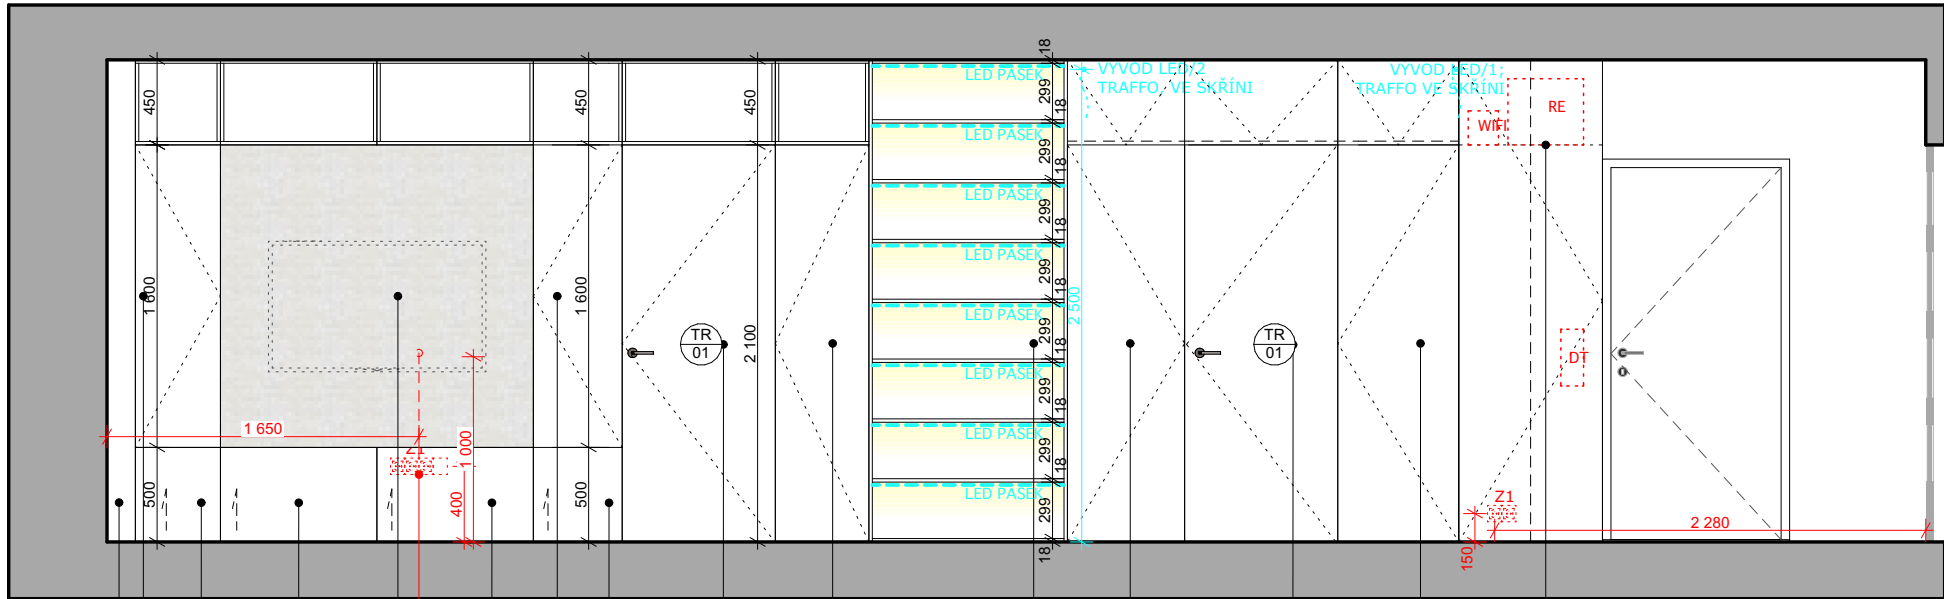 450
450
450
1 600
1 600
2 100
500
500
1 650
Z1
1 000
400
TR
01
18
LED PÁSEK
299
18
LED PÁSEK
299
18
LED PÁSEK
299
18
LED PÁSEK
299
18
LED PÁSEK
299
18
LED PÁSEK
299
18
LED PÁSEK
299
18
LED PÁSEK
299
18
VÝVOD LED/2
TRAFFO, VE SKŘÍNI
2 500
TR
01
VÝVOD LED/1;
TRAFFO VE SKŘÍNI
WIFI
RE
DT
Z1
150
2 280